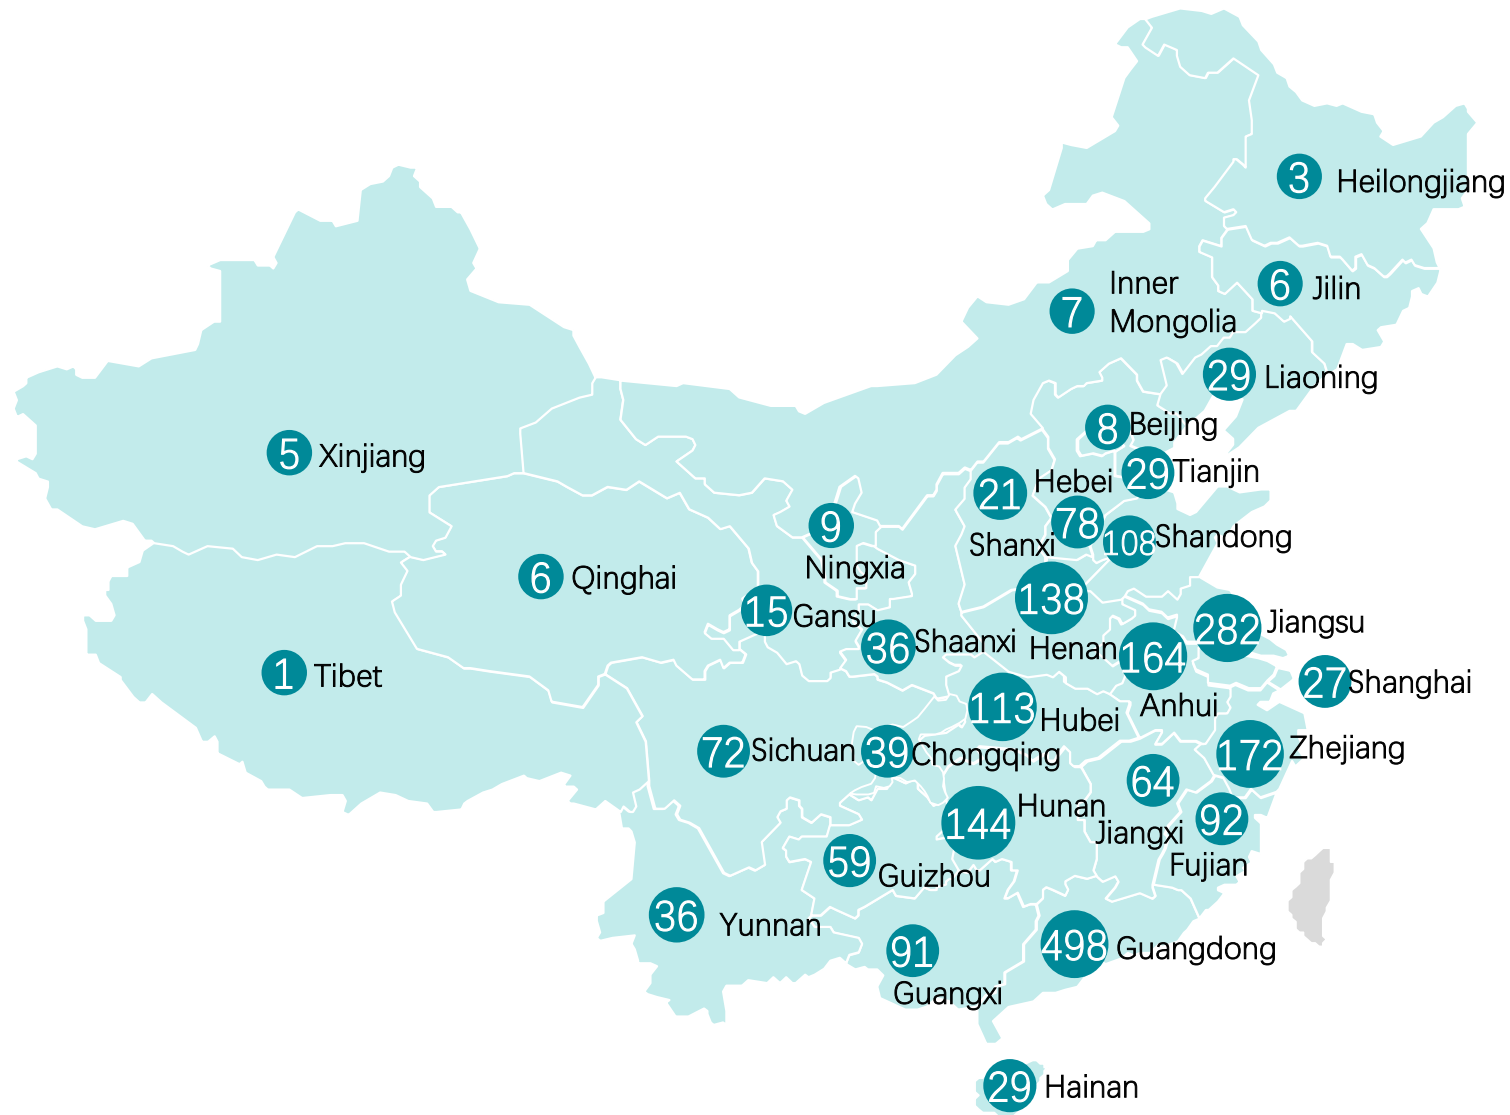 3
Heilongjiang
6
Jilin
7
Inner
Mongolia
29
Liaoning
8
Beijing
29
Tianjin
5
Xinjiang
21
Hebei
78
Shanxi
108
Shandong
9
Ningxia
6
Qinghai
15
Gansu
138
Henan
36
Shaanxi
282
Jiangsu
164
Anhui
1
Tibet
27
Shanghai
113
Hubei
72
Sichuan
39
Chongqing
172
Zhejiang
64
Jiangxi
144
Hunan
92
Fujian
59
Guizhou
36
Yunnan
91
Guangxi
498
Guangdong
29
Hainan